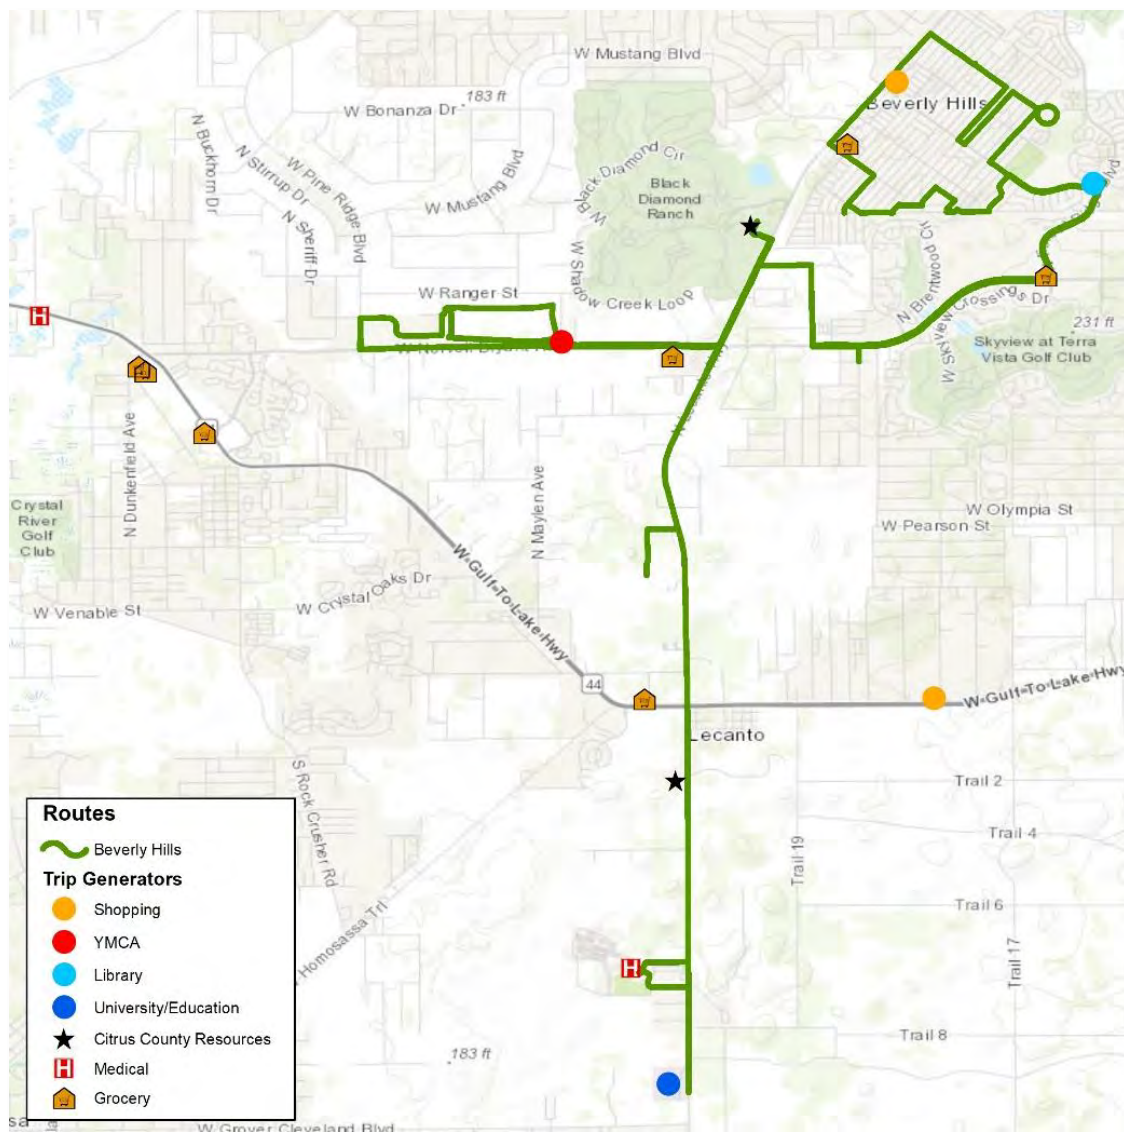 W Mustang Blvd
183 ft
W Bonanza Dr
Beverly Hills
N Buckhorn Dr
N Stirrup Dr
W Pine Ridge Blvd
N Sheriff Dr
W Mustang Blvd
W Black Diamond Cir
Black
Diamond
Ranch
Blvd
W Shadow Creek Loop
N Brentwood Cir
W Skyview Crossings Dr
W Ranger St
231 ft
Skyview at Terra
Vista Golf Club
H
N Dunkenfield Ave
N Maylen Ave
Crystal
River
Golf
Club
W Olympia St
W Pearson St
W Crystal Oaks Dr
W Venable St
W Gulf-To-Lake Hwy
44
W Gulf-To-Lake Hwy
Lecanto
Trail 2
Trail 4
Trail 19
Trail 6
Trail 17
S Rock Crusher Rd
Homosassa Trl
H
Trail 8
183 ft
W Grover Cleveland Blvd
sa
Routes
Beverly Hills
Trip Generators
Shopping
YMCA
Library
University/Education
Citrus County Resources
H Medical
Grocery